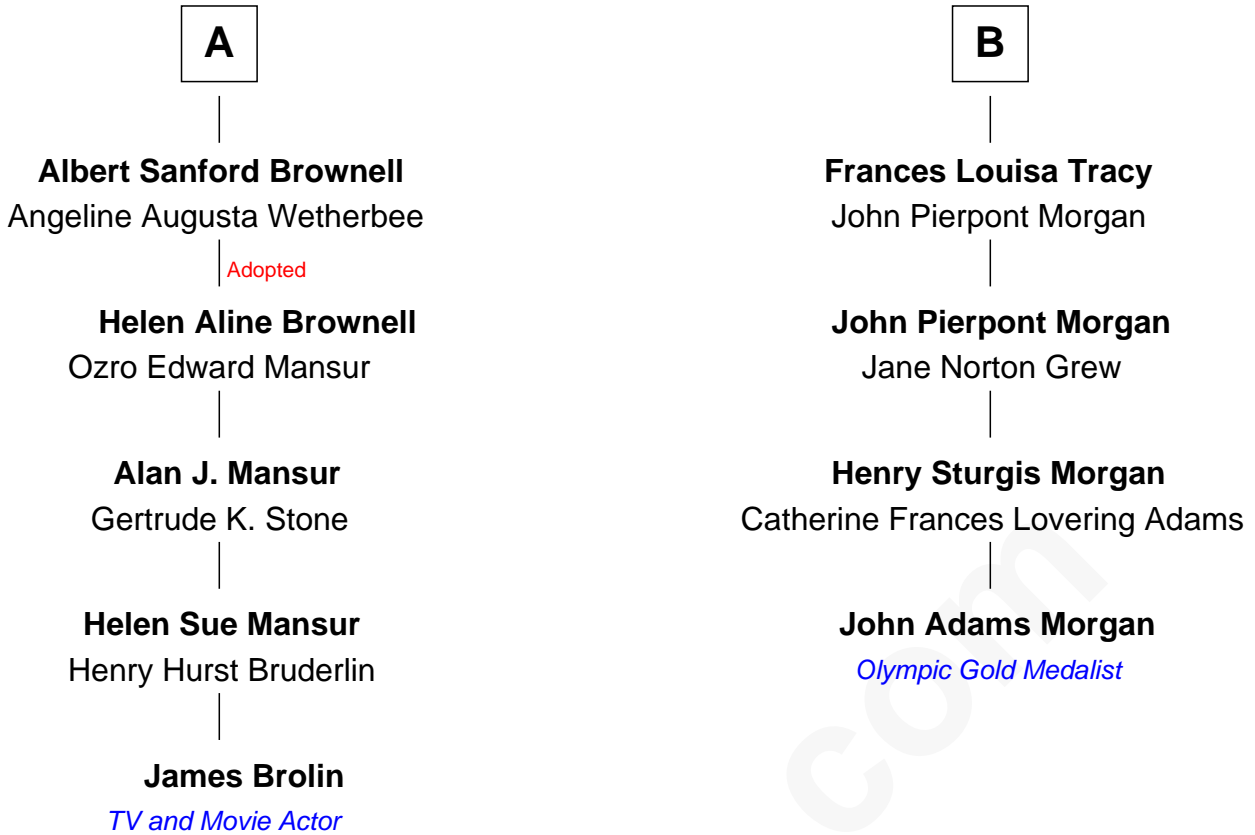 A
B
Albert Sanford Brownell
Angeline Augusta Wetherbee
Frances Louisa Tracy
John Pierpont Morgan
Adopted
Helen Aline Brownell
Ozro Edward Mansur
John Pierpont Morgan
Jane Norton Grew
Alan J. Mansur
Gertrude K. Stone
Henry Sturgis Morgan
Catherine Frances Lovering Adams
Helen Sue Mansur
Henry Hurst Bruderlin
John Adams Morgan
Olympic Gold Medalist
James Brolin
TV and Movie Actor
com